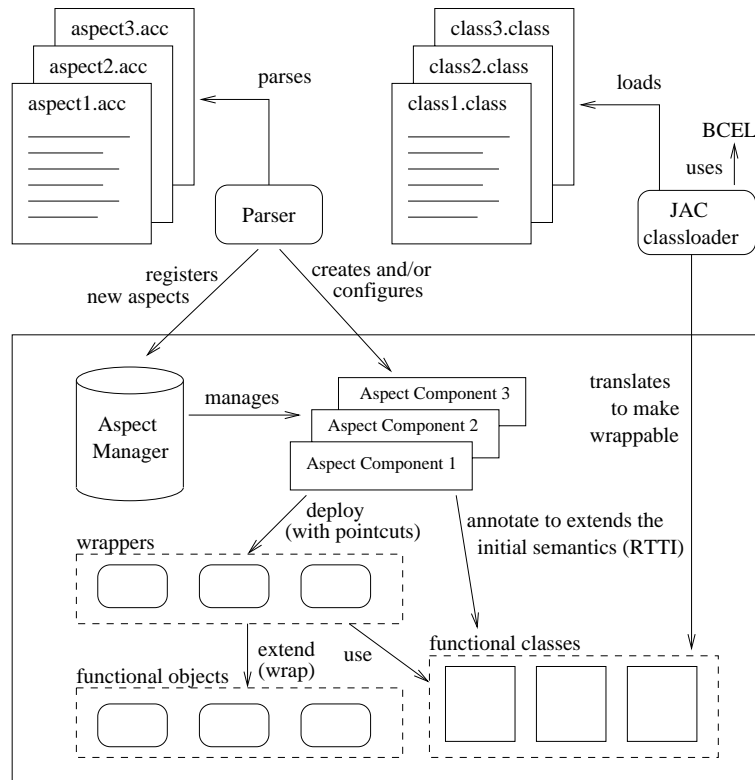 aspect3.acc
aspect2.acc
aspect1.acc
parses
Parser
class3.class
class2.class
class1.class
loads
BCEL
uses
JAC
classloader
registers
new aspects
creates and/or
configures
Aspect
Manager
manages
Aspect Component 3
Aspect Component 2
Aspect Component 1
translates
to make
wrappable
deploy
(with pointcuts)
annotate to extends the
initial semantics (RTTI)
wrappers
extend
(wrap)
use
functional classes
functional objects